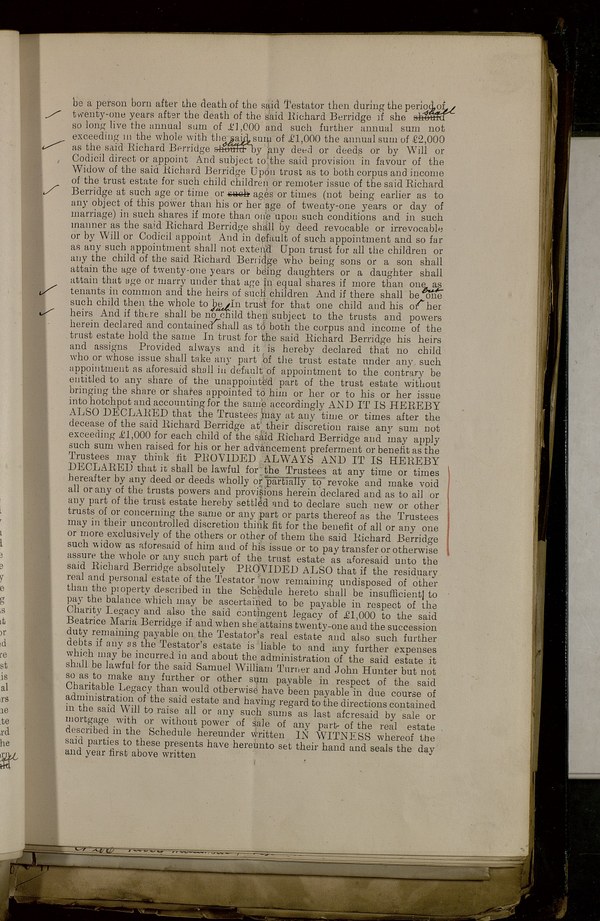 be a person born after the death of the said Testator then during the period of
twenty-one years after the death of the said Richard Berridge if she should shall
so long live the annual sum of £1,000 and such further annual sum not
exceeding in the whole with the said sum of £1,000 the annual sum of £2,000
as the said Richard Berridge should shall by any deed or deeds or by Will or
Codicil direct or appoint And subject to the said provision in favour of the
Widow of the said Richard Berridge Upon trust as to both corpus and income
of the trust estate for such child children or remoter issue of the said Richard
Berridge at such age or time or such ages or times (not being earlier as to
any object of this power than his or her age of twenty-one years or day of
marriage) in such shares if more than one upon such conditions and in such
manner as the said Richard Berridge shall by deed revocable or irrevocable
or by Will or Codicil appoint And in default of such appointment and so far
as any such appointment shall not extend Upon trust for all the children or
any the child of the said Richard Berridge who being sons or a son shall
attain the age of twenty-one years or being daughters or a daughter shall
attain that age or marry under that age in equal shares if more than one as
tenants in common and the heirs of such children And if there shall be but one
such child then the whole to be in trust for that one child and his or her
heirs And if there shall be no such child then subject to the trusts and powers
herein declared and contained shall as to both the corpus and income of the
trust estate hold the same In trust for the said Richard Berridge his heirs
and assigns Provided always and it is hereby declared that no child
who or whose issue shall take any part of the trust estate under any such
appointment as aforesaid shall in default of appointment to the contrary be
entitled to any share of the unappointed part of the trust estate without
bringing the share or shares appointed to him or her or to his or her issue
into hotchpot and accounting for the same accordingly AND IT IS HEREBY
ALSO DECLARED that the Trustees may at any time or times after the
decease of the said Richard Berridge at their discretion raise any sum not
exceeding £1,000 for each child of the said Richard Berridge and may apply
such sum when raised for his or her advancement preferment or benefit as the
Trustees may think fit PROVIDED ALWAYS AND IT IS HEREBY
DECLARED that it shall be lawful for the Trustees at any time or times
hereafter by any deed or deeds wholly or partially to revoke and make void
all or any of the trusts powers and provisions herein declared and as to all or
any part of the trust estate hereby settled and to declare such new or other
trusts of or concerning the same or any part or parts thereof as the Trustees
may in their uncontrolled discretion think fit for the benefit of all or any one
or more exclusively of the others or other of them the said Richard Berridge
such widow as aforesaid of him and of his issue or to pay transfer or otherwise
assure the whole or any such part of the trust estate as aforesaid unto the
said Richard Berridge absolutely PROVIDED ALSO that if the residuary
real and personal estate of the Testator now remaining undisposed of other
than the property described in the Schedule hereto shall be insufficient to
pay the balance which may be ascertained to be payable in respect of the
Charity Legacy and also the said contingent legacy of £1,000 to the said
Beatrice Maria Berridge if and when she attains twenty-one and the succession
duty remaining payable on the Testator's real estate and also such further
debts if any as the Testator's estate is liable to and any further expenses
which may be incurred in and about the administration of the said estate it
shall be lawful for the said Samuel William Turner and John Hunter but not
so as to make any further or other sum payable in respect of the said
Charitable Legacy than would otherwise have been payable in due course of
administration of the said estate and having regard to the directions contained
in the said Will to raise all or any such sums as last aforesaid by sale or
mortgage with or without power of sale of any part of the real estate
described in the Schedule hereunder written IN WITNESS whereof the
said parties to these presents have hereunto set their hand and seals the day
and year first above written